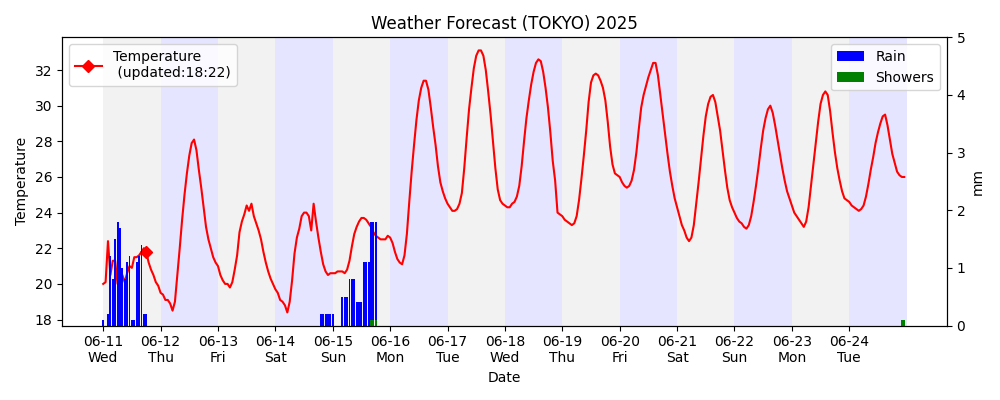 Weather Forecast (TOKYO) 2025
Temperature
(updated:18:22)
Rain
Showers
Temperature
32
30
28
26
24
22
20
18
5
4
3
2
1
0
mm
06-11 06-12 06-13 06-14 06-15 06-16 06-17 06-18 06-19 06-20 06-21 06-22 06-23 06-24
Wed Thu Fri Sat Sun Mon Tue Wed Thu Fri Sat Sun Mon Tue
Date